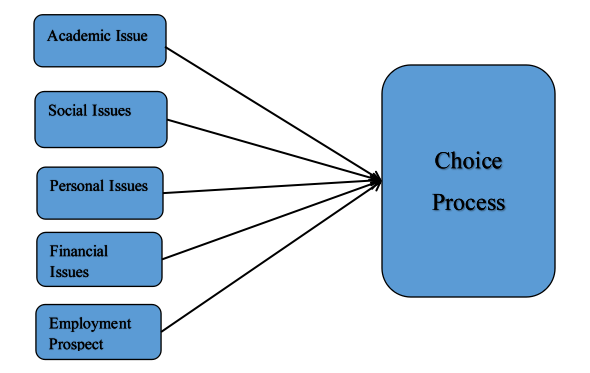 Academic Issue
Social Issues
Personal Issues
Financial
Issues
Employment
Prospect
Choice
Process